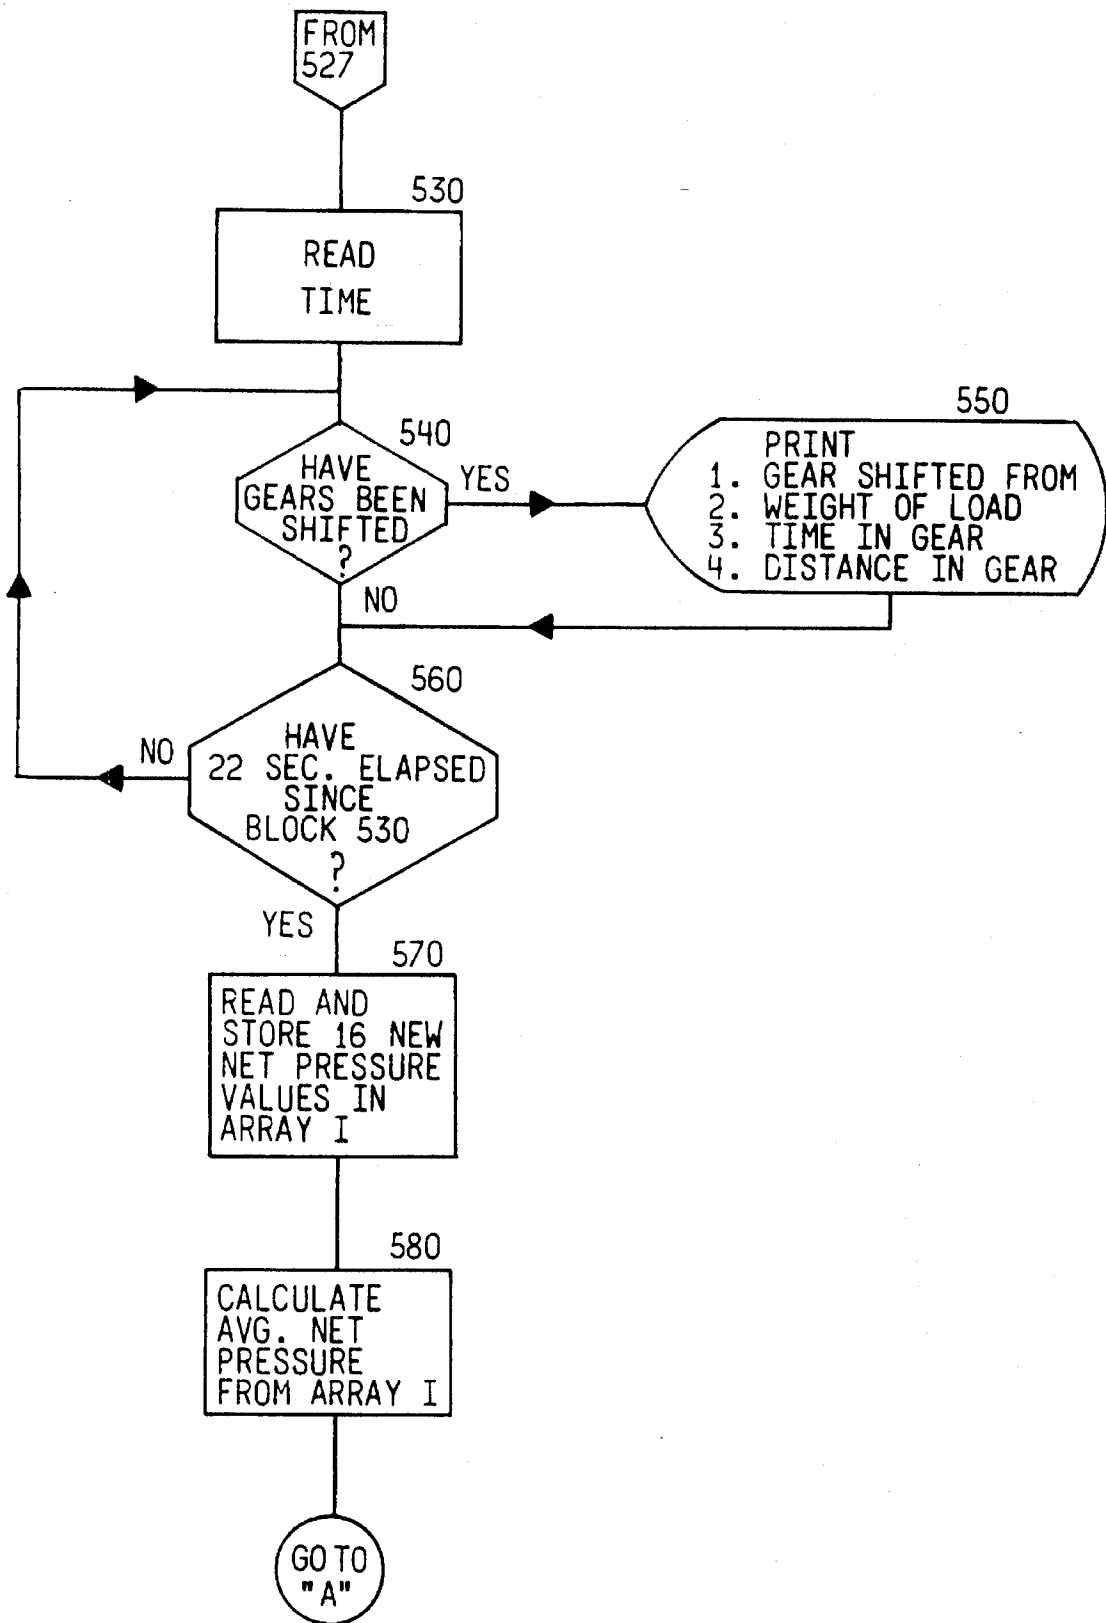 FROM
527
530
READ
TIME
540
HAVE
GEARS BEEN
SHIFTED
?
YES
NO
550
PRINT
1. GEAR SHIFTED FROM
2. WEIGHT OF LOAD
3. TIME IN GEAR
4. DISTANCE IN GEAR
560
HAVE
22 SEC. ELAPSED
SINCE
BLOCK 530
?
NO
YES
570
READ AND
STORE 16 NEW
NET PRESSURE
VALUES IN
ARRAY I
580
CALCULATE
AVG. NET
PRESSURE
FROM ARRAY I
GO TO
"A"